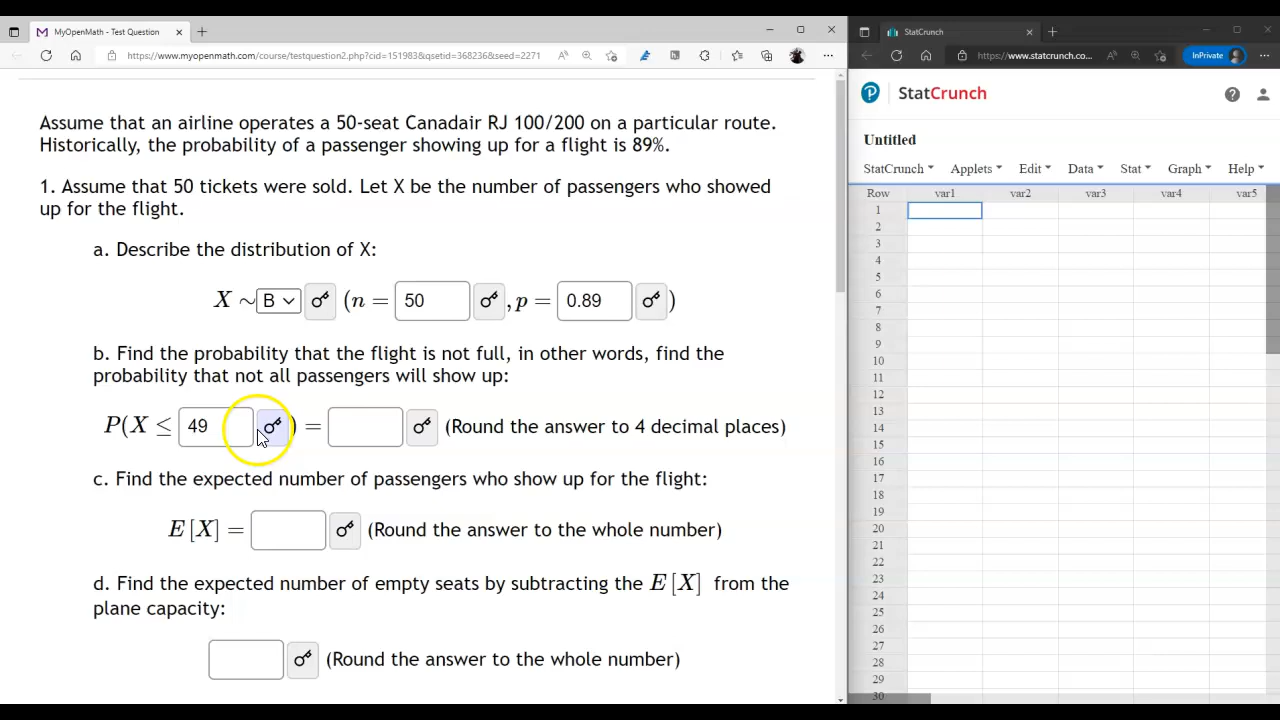 MyOpenMath - Test Question
https://www.myopenmath.com/course/testquestion2.php?cid=151983&qsetid=368236&seed=2271
Assume that an airline operates a 50-seat Canadair RJ 100/200 on a particular route.
Historically, the probability of a passenger showing up for a flight is 89%.
1. Assume that 50 tickets were sold. Let X be the number of passengers who showed
up for the flight.
a. Describe the distribution of X:
X ~ B (n = 50 , p = 0.89 )
b. Find the probability that the flight is not full, in other words, find the
probability that not all passengers will show up:
P(X ≤ 49 ) = (Round the answer to 4 decimal places)
c. Find the expected number of passengers who show up for the flight:
E [X] = (Round the answer to the whole number)
d. Find the expected number of empty seats by subtracting the E [X] from the
plane capacity:
(Round the answer to the whole number)
StatCrunch
https://www.statcrunch.co...
InPrivate
StatCrunch
Untitled
StatCrunch Applets Edit Data Stat Graph Help
Row var1 var2 var3 var4 var5
1
2
3
4
5
6
7
8
9
10
11
12
13
14
15
16
17
18
19
20
21
22
23
24
25
26
27
28
29
30